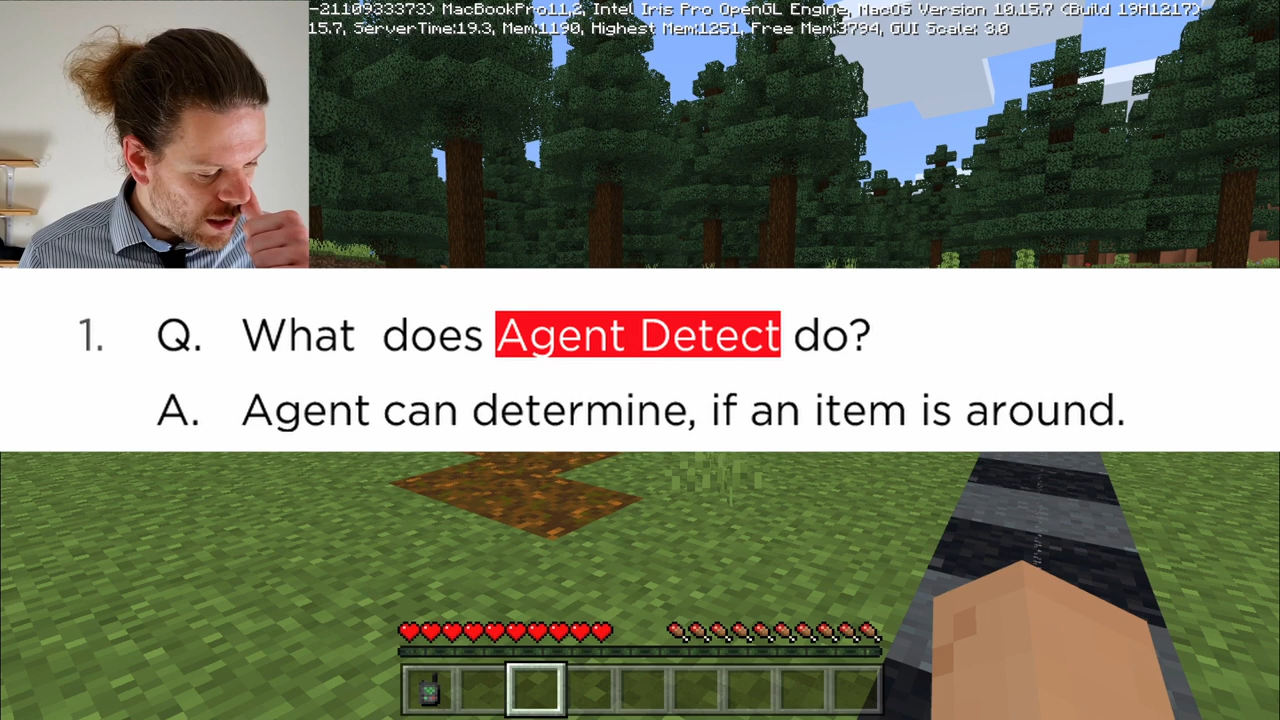 -2110933373) MacBookPro11,2, Intel Iris Pro OpenGL Engine, MacOS Version 10.15.7 (Build 19H1217)
15.7, ServerTime:19.3, Mem:1190, Highest Mem:1251, Free Mem:3794, GUI Scale: 3.0
1. Q. What does Agent Detect do?
A. Agent can determine, if an item is around.